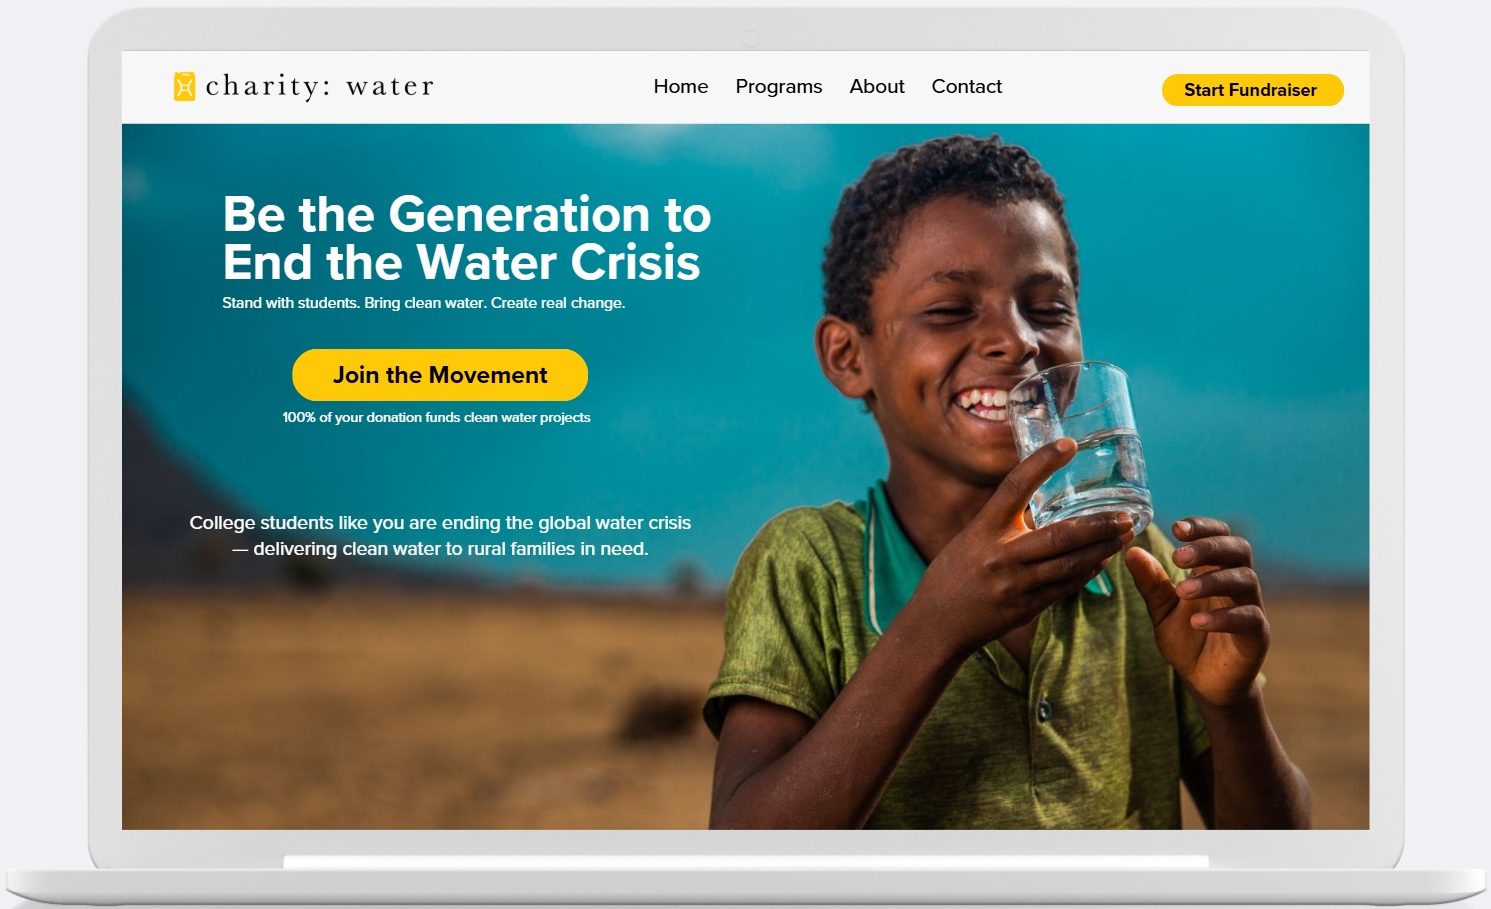 charity: water
Home Programs About Contact
Start Fundraiser
Be the Generation to
End the Water Crisis
Stand with students. Bring clean water. Create real change.
Join the Movement
100% of your donation funds clean water projects
College students like you are ending the global water crisis
— delivering clean water to rural families in need.